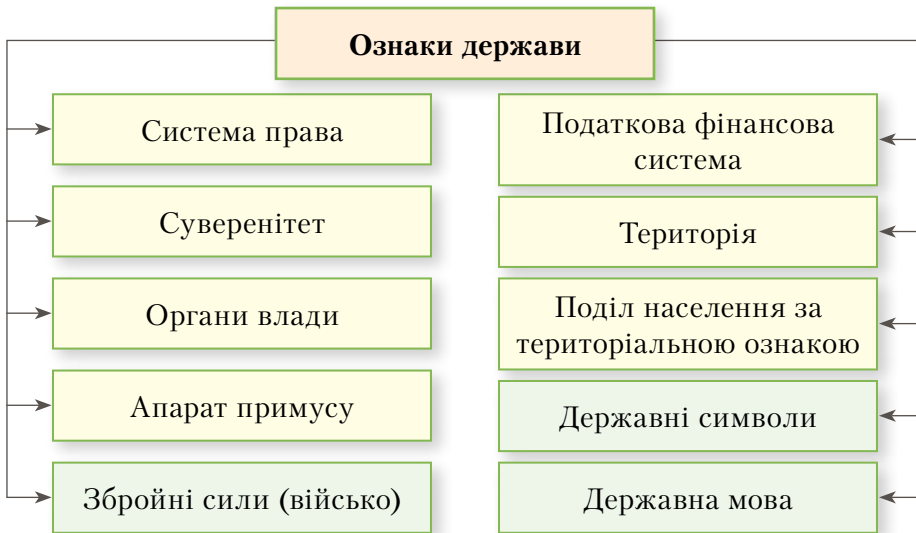 Ознаки держави
Система права
Суверенітет
Органи влади
Апарат примусу
Збройні сили (військо)
Податкова фінансова
система
Територія
Поділ населення за
територіальною ознакою
Державні символи
Державна мова